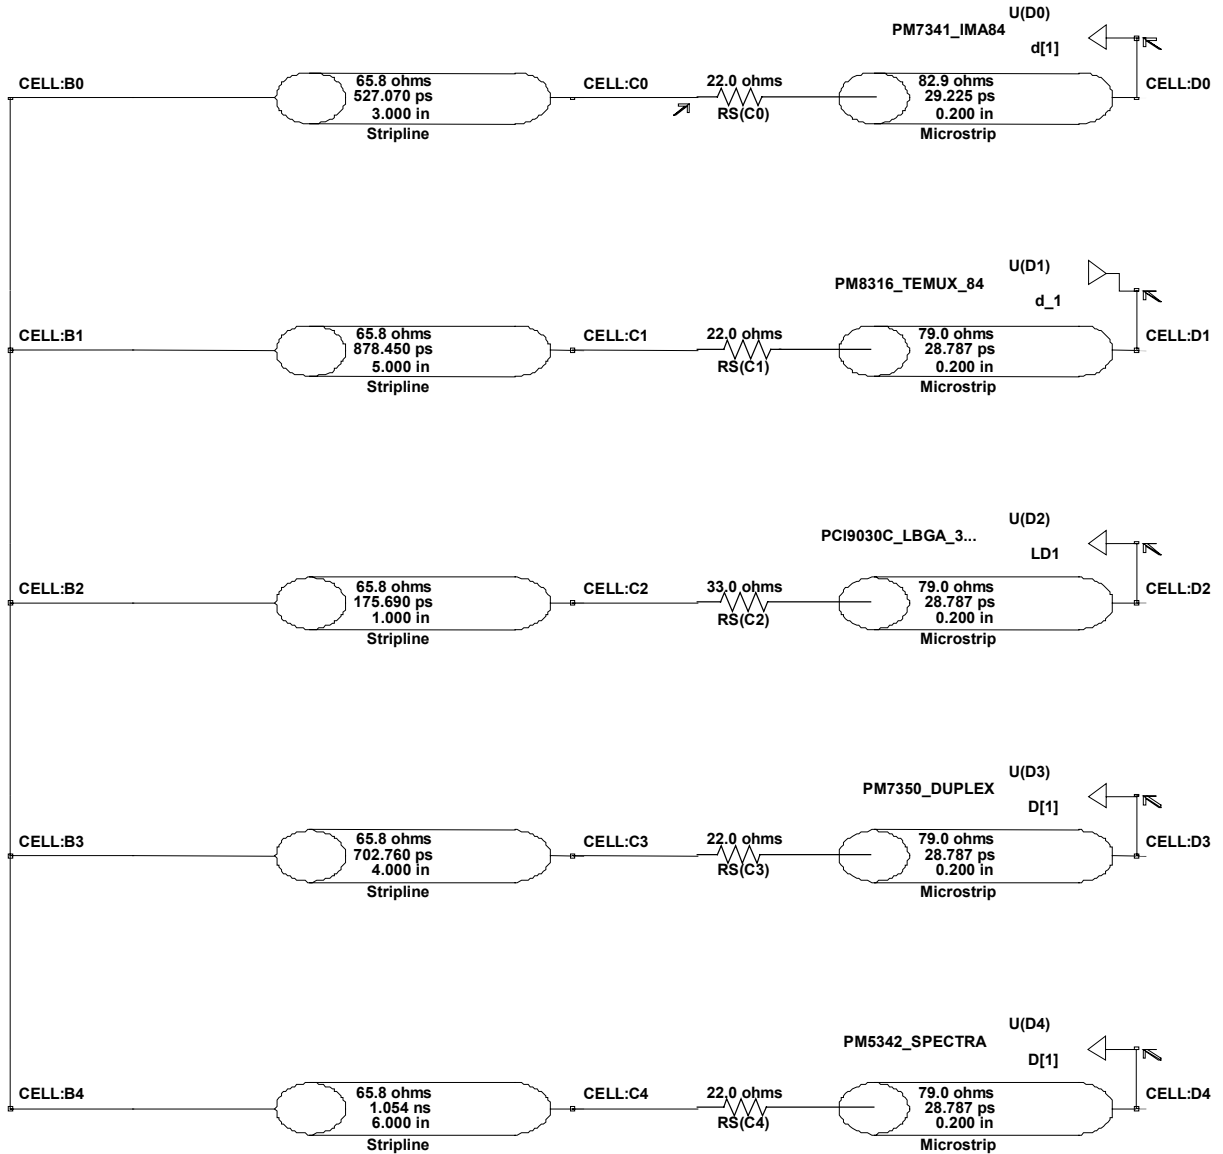 U(D0)
PM7341_IMA84
d[1]
CELL:B0
65.8 ohms
527.070 ps
3.000 in
Stripline
CELL:C0
22.0 ohms
RS(C0)
82.9 ohms
29.225 ps
0.200 in
Microstrip
CELL:D0
U(D1)
PM8316_TEMUX_84
d_1
CELL:B1
65.8 ohms
878.450 ps
5.000 in
Stripline
CELL:C1
22.0 ohms
RS(C1)
79.0 ohms
28.787 ps
0.200 in
Microstrip
CELL:D1
U(D2)
PCI9030C_LBGA_3...
LD1
CELL:B2
65.8 ohms
175.690 ps
1.000 in
Stripline
CELL:C2
33.0 ohms
RS(C2)
79.0 ohms
28.787 ps
0.200 in
Microstrip
CELL:D2
U(D3)
PM7350_DUPLEX
D[1]
CELL:B3
65.8 ohms
702.760 ps
4.000 in
Stripline
CELL:C3
22.0 ohms
RS(C3)
79.0 ohms
28.787 ps
0.200 in
Microstrip
CELL:D3
U(D4)
PM5342_SPECTRA
D[1]
CELL:B4
65.8 ohms
1.054 ns
6.000 in
Stripline
CELL:C4
22.0 ohms
RS(C4)
79.0 ohms
28.787 ps
0.200 in
Microstrip
CELL:D4